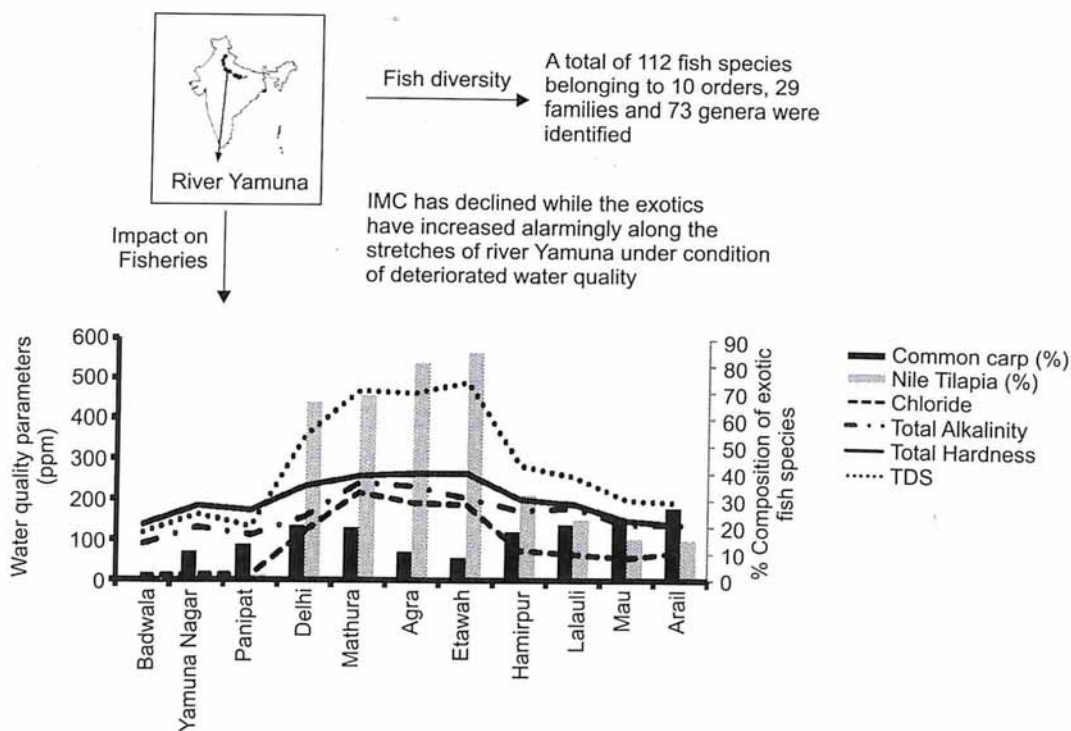 River Yamuna
Fish diversity
A total of 112 fish species
belonging to 10 orders, 29
families and 73 genera were
identified
Impact on
Fisheries
IMC has declined while the exotics
have increased alarmingly along the
stretches of river Yamuna under condition
of deteriorated water quality
Water quality parameters
(ppm)
600
500
400
300
200
100
0
90
80
70
60
50
40
30
20
10
0
% Composition of exotic
fish species
Badwala
Yamuna Nagar
Panipat
Delhi
Mathura
Agra
Etawah
Hamirpur
Lalauli
Mau
Arail
Common carp (%)
Nile Tilapia (%)
Chloride
Total Alkalinity
Total Hardness
TDS